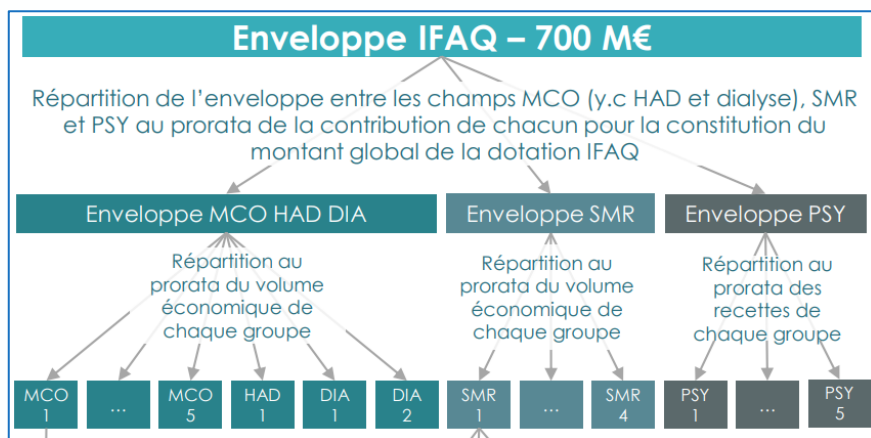 Enveloppe IFAQ – 700 M€
Répartition de l'enveloppe entre les champs MCO (y.c HAD et dialyse), SMR
et PSY au prorata de la contribution de chacun pour la constitution du
montant global de la dotation IFAQ
Enveloppe MCO HAD DIA
Enveloppe SMR
Enveloppe PSY
Répartition au
prorata du volume
économique de
chaque groupe
Répartition au
prorata du volume
économique de
chaque groupe
Répartition au
prorata des
recettes de
chaque groupe
MCO
1
...
MCO
5
HAD
1
DIA
1
DIA
2
SMR
1
...
SMR
4
PSY
1
...
PSY
5